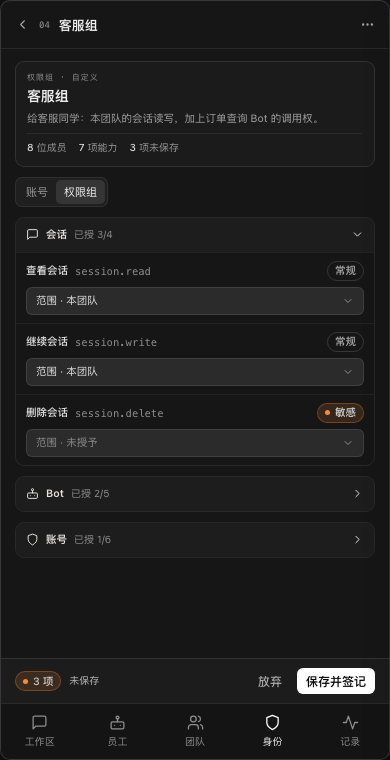 04 客服组
权限组 · 自定义
客服组
给客服同学：本团队的会话读写，加上订单查询 Bot 的调用权。
8 位成员 7 项能力 3 项未保存
账号 权限组
会话 已授 3/4
查看会话 session.read 常规
范围 · 本团队
继续会话 session.write 常规
范围 · 本团队
删除会话 session.delete 敏感
范围 · 未授予
Bot 已授 2/5
账号 已授 1/6
3 项 未保存 放弃 保存并签记
工作区 员工 团队 身份 记录